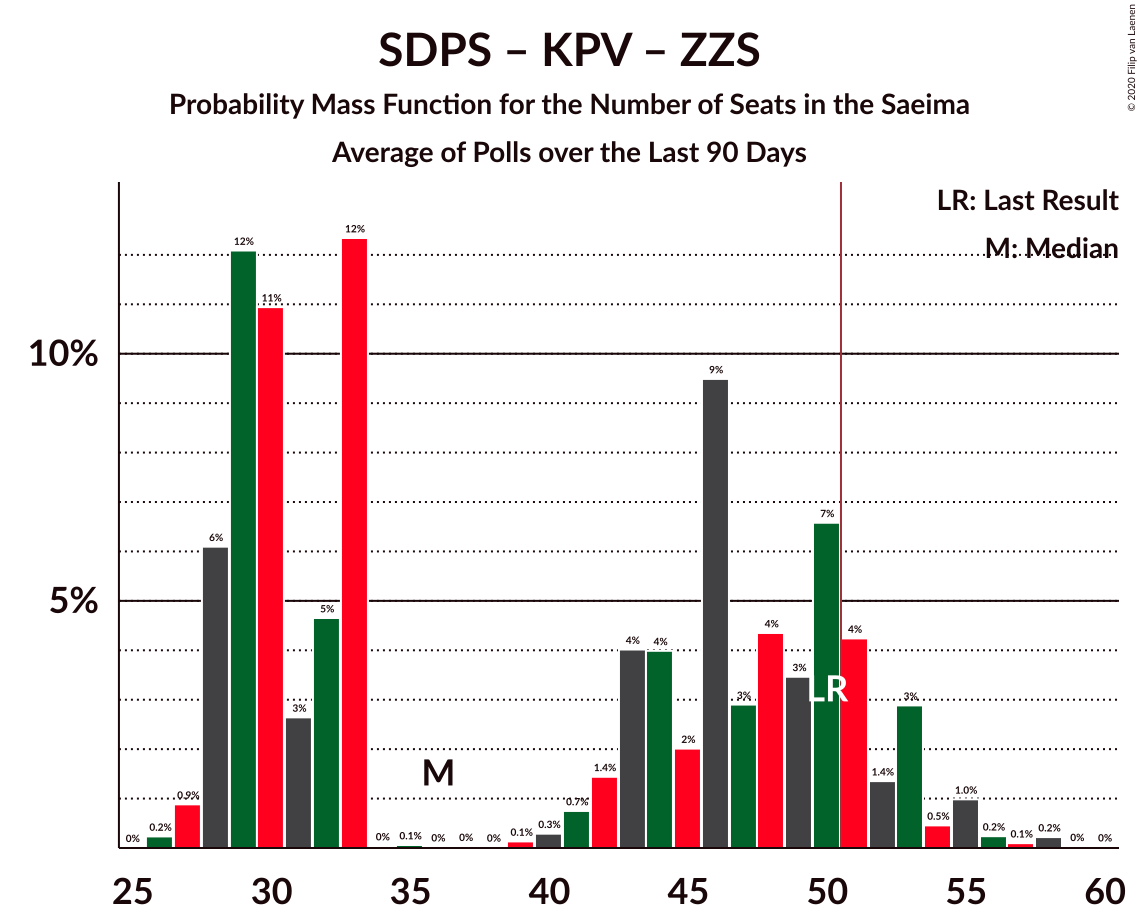 SDPS – KPV – ZZS
Probability Mass Function for the Number of Seats in the Saeima
Average of Polls over the Last 90 Days
© 2020 Filip van Laenen
LR: Last Result
M: Median
10%
5%
0% 0.2% 0.9% 6% 12% 11% 3% 5% 12% 0% 0.1% 0% 0% 0% 0.1% 0.3% 0.7% 1.4% 4% 4% 2% 9% 3% 4% 3% 7% 4% 1.4% 3% 0.5% 1.0% 0.2% 0.1% 0.2% 0% 0%
M
LR
25 30 35 40 45 50 55 60